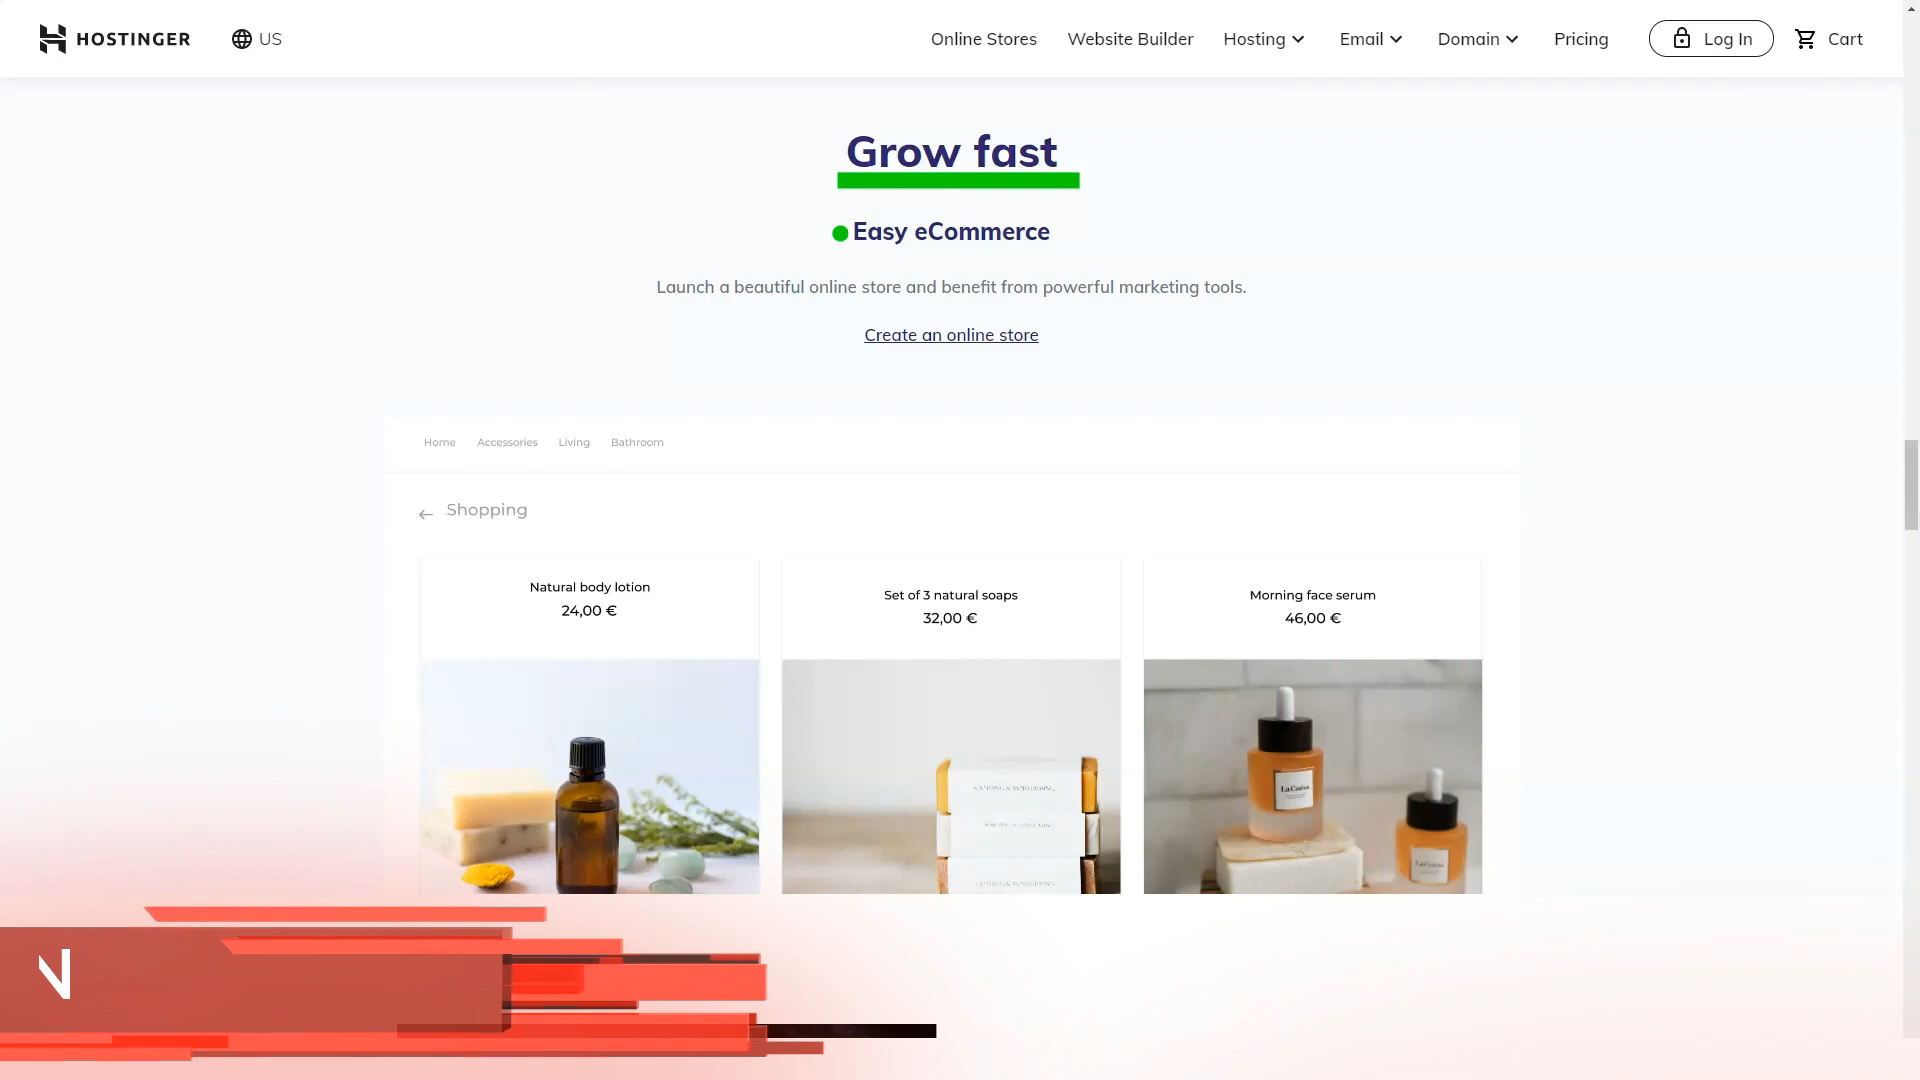 HOSTINGER
US
Online Stores
Website Builder
Hosting
Email
Domain
Pricing
Log In
Cart
Grow fast
Easy eCommerce
Launch a beautiful online store and benefit from powerful marketing tools.
Create an online store
Home
Accessories
Living
Bathroom
Shopping
Natural body lotion
24,00 €
Set of 3 natural soaps
32,00 €
Morning face serum
46,00 €
N